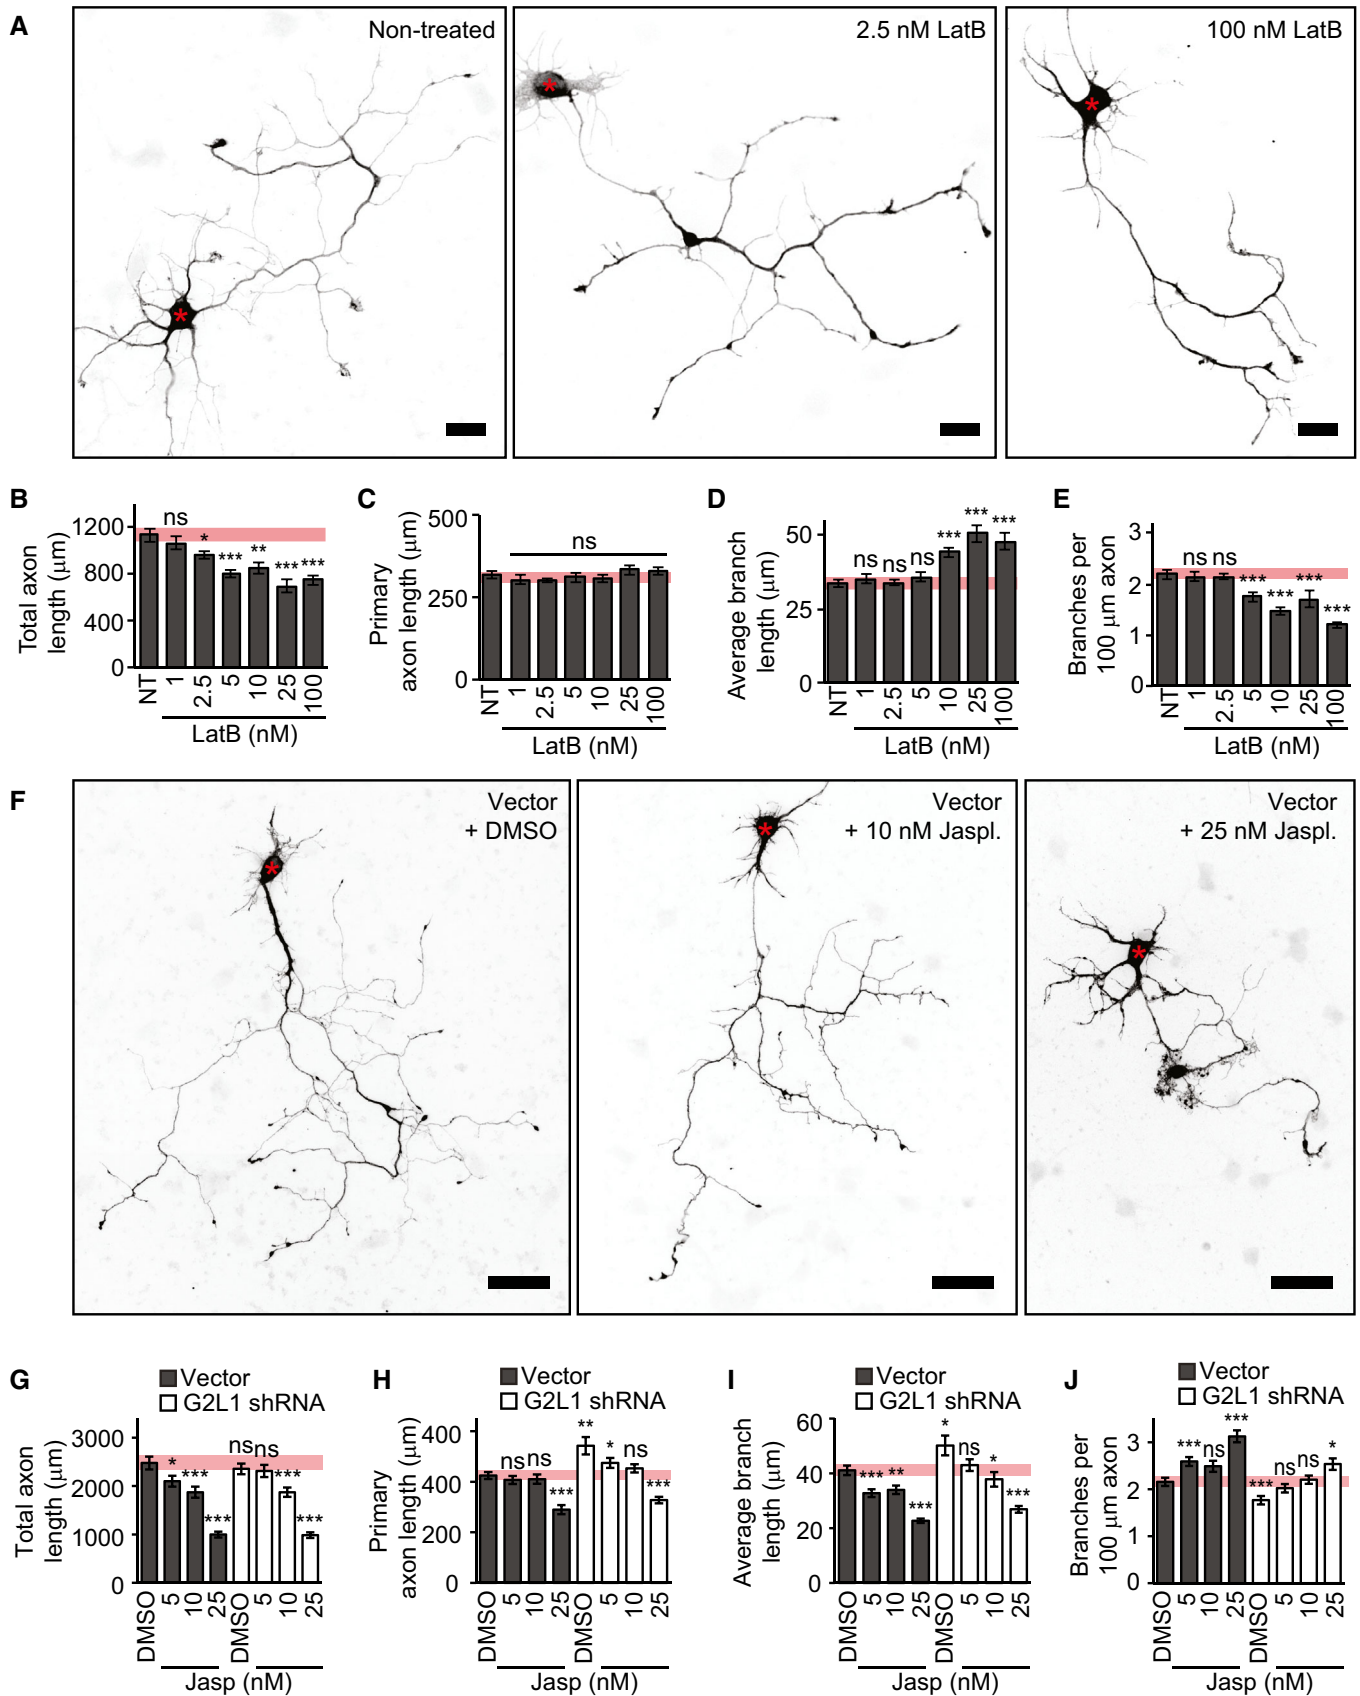 A
Non-treated
2.5 nM LatB
100 nM LatB
*
*
*
B
Total axon
length (μm)
1200
800
400
0
ns
*
***
**
***
***
NT
1
2.5
5
10
25
100
LatB (nM)
C
Primary
axon length (μm)
500
250
0
ns
NT
1
2.5
5
10
25
100
LatB (nM)
D
Average branch
length (μm)
50
25
0
ns
ns
ns
***
***
***
NT
1
2.5
5
10
25
100
LatB (nM)
E
Branches per
100 μm axon
3
2
1
0
ns
ns
***
***
***
***
NT
1
2.5
5
10
25
100
LatB (nM)
F
Vector
+ DMSO
Vector
+ 10 nM Jaspl.
Vector
+ 25 nM Jaspl.
*
*
*
G
Vector
G2L1 shRNA
Total axon
length (μm)
3000
2000
1000
0
*
***
***
ns
ns
***
***
DMSO
5
10
25
DMSO
5
10
25
Jasp (nM)
H
Vector
G2L1 shRNA
Primary
axon length (μm)
400
400
200
0
ns
ns
***
**
*
ns
***
DMSO
5
10
25
DMSO
5
10
25
Jasp (nM)
I
Vector
G2L1 shRNA
Average branch
length (μm)
60
40
20
0
***
**
***
*
ns
*
***
DMSO
5
10
25
DMSO
5
10
25
Jasp (nM)
J
Vector
G2L1 shRNA
Branches per
100 μm axon
3
2
1
0
***
ns
***
***
ns
ns
*
DMSO
5
10
25
DMSO
5
10
25
Jasp (nM)